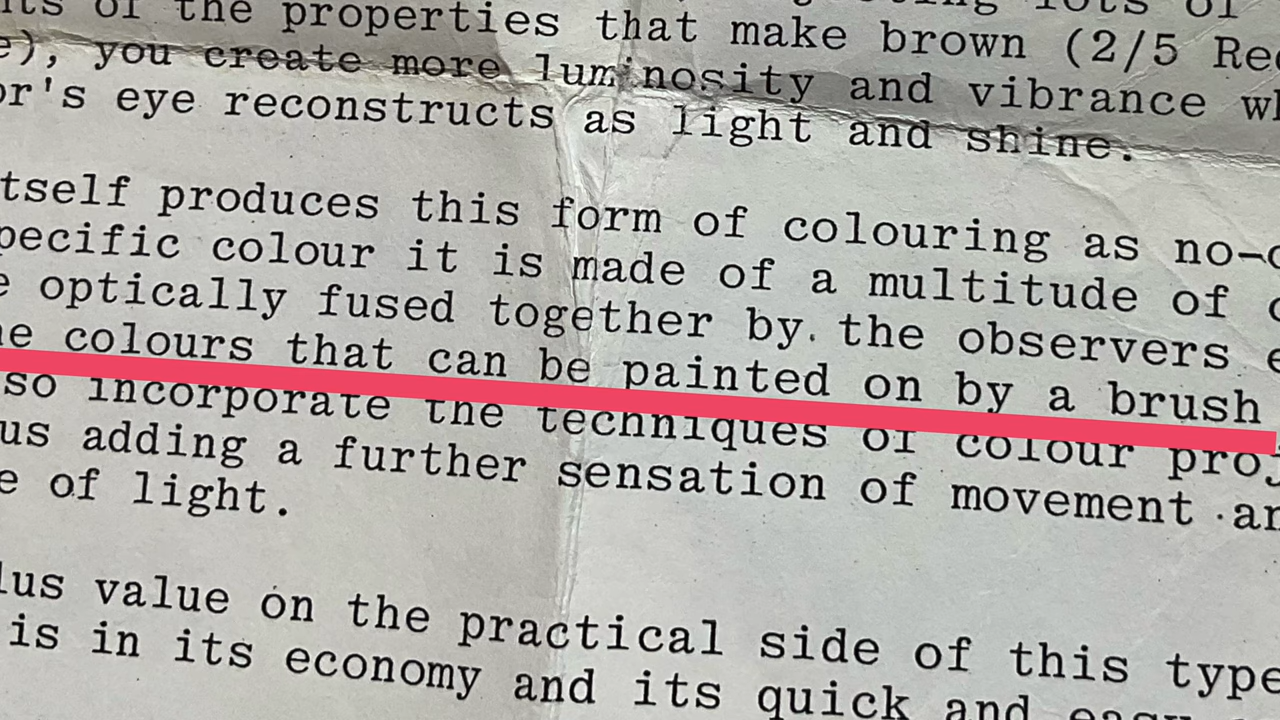 of the properties that make brown (2/5
you create more luminosity and vibrance
or's eye reconstructs as light and shine.
tself produces this form of colouring as
pecific colour it is made of a multitude of
optically fused together by. the observers
colours that can be painted on by a brush
so incorporate the techniques of colour
us adding a further sensation of movement
of light.
lus value on the practical side of this type
is in its economy and its quick and